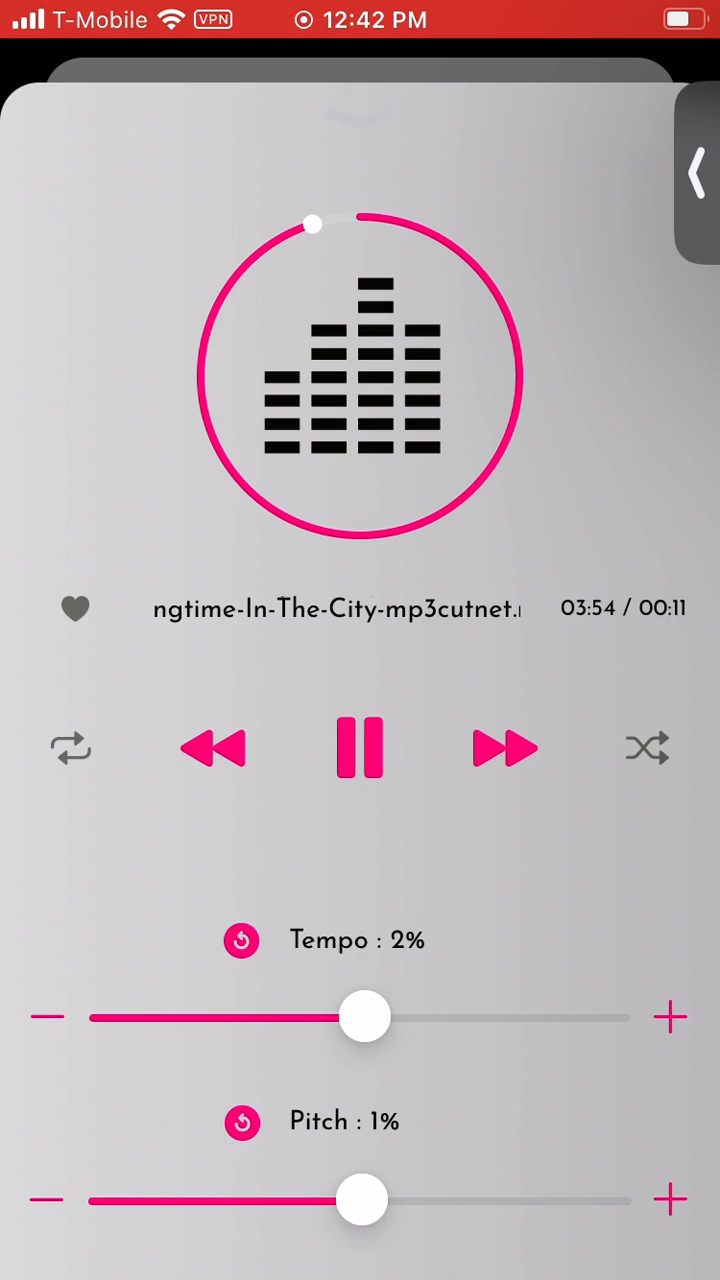 T-Mobile VPN 12:42 PM
ngtime-In-The-City-mp3cutnet. 03:54 / 00:11
Tempo : 2%
Pitch : 1%